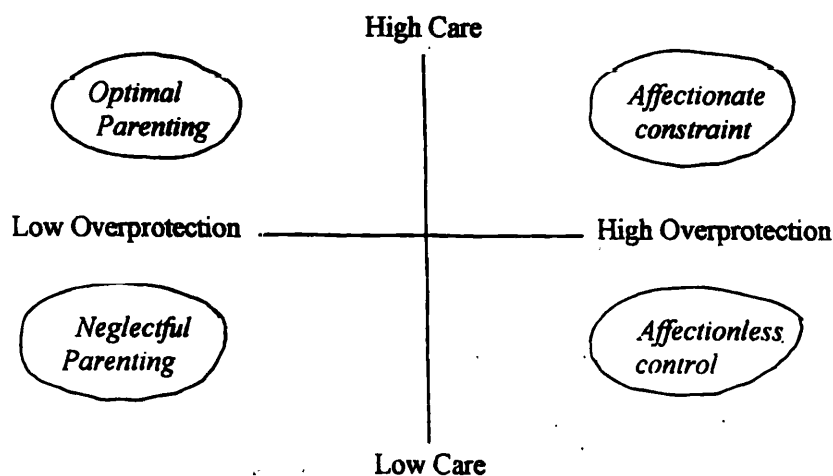 High Care
Optimal
Parenting
Affectionate
constraint
Low Overprotection
High Overprotection
Neglectful
Parenting
Affectionless
control
Low Care